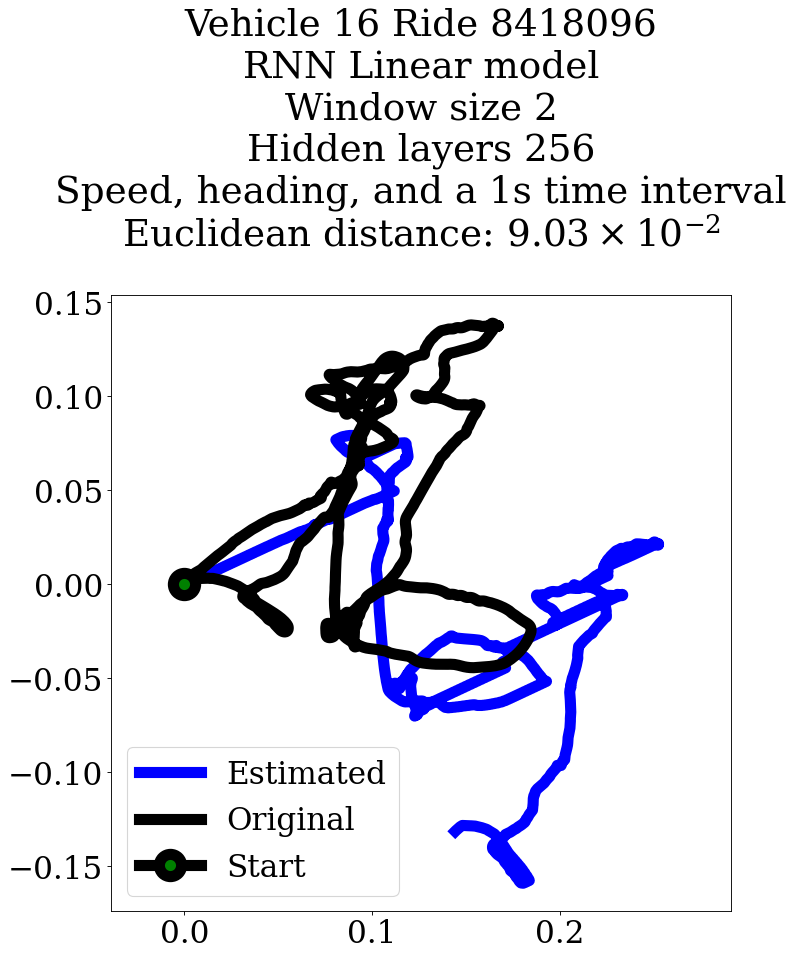 Vehicle 16 Ride 8418096
RNN Linear model
Window size 2
Hidden layers 256
Speed, heading, and a 1s time interval
Euclidean distance: 9.03 × 10⁻²
0.15
0.10
0.05
0.00
−0.05
−0.10
−0.15
Estimated
Original
Start
0.0
0.1
0.2